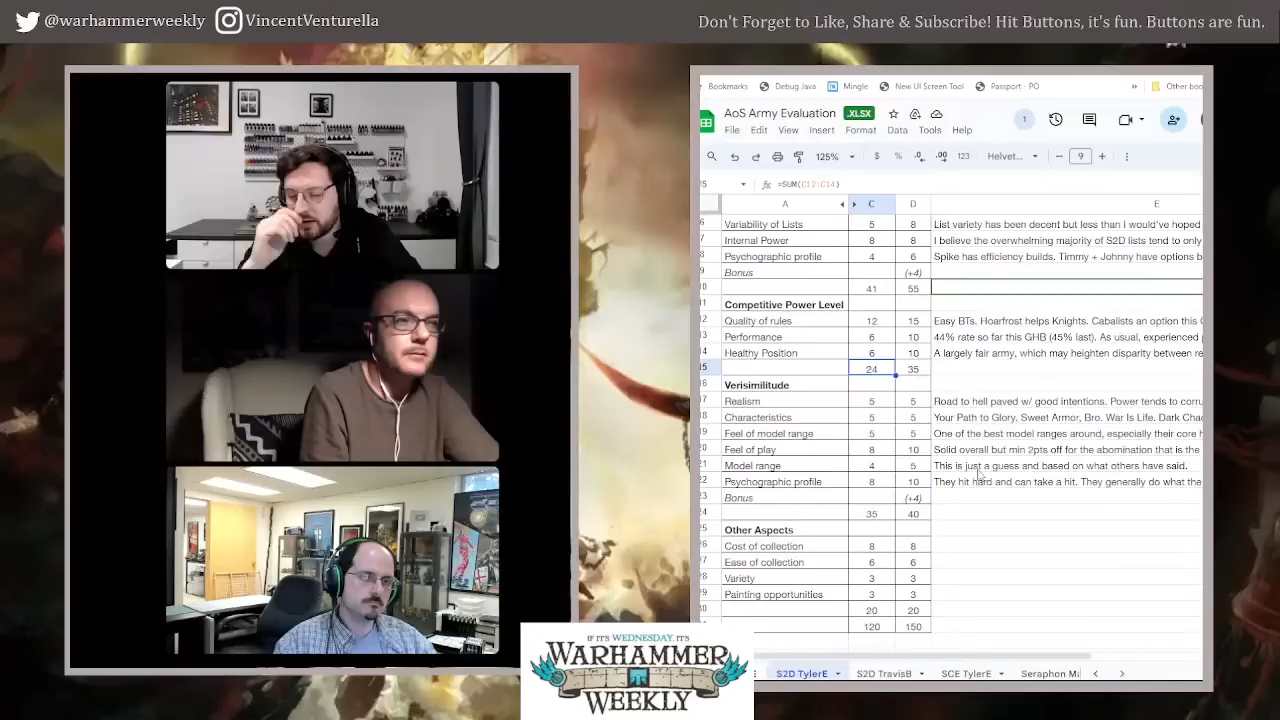 @warhammerweekly VincentVenturella
Don't Forget to Like, Share & Subscribe! Hit Buttons, it's fun. Buttons are fun.
Bookmarks Debug Java Mingle New UI Screen Tool Passport - PO » Other boo
AoS Army Evaluation .XLSX 1
File Edit View Insert Format Data Tools Help
125% $ % .0 .00 123 Helvet... 9
fx =SUM(C12:C14)
A C D E
Variability of Lists 5 8 List variety has been decent but less than I would've hoped
Internal Power 8 8 I believe the overwhelming majority of S2D lists tend to only
Psychographic profile 4 6 Spike has efficiency builds. Timmy + Johnny have options b
Bonus (+4)
41 55
Competitive Power Level
Quality of rules 12 15 Easy BTs. Hoarfrost helps Knights. Cabalists an option this
Performance 6 10 44% rate so far this GHB (45% last). As usual, experienced
Healthy Position 6 10 A largely fair army, which may heighten disparity between re
24 35
Verisimilitude
Realism 5 5 Road to hell paved w/ good intentions. Power tends to corru
Characteristics 5 5 Your Path to Glory. Sweet Armor, Bro. War Is Life. Dark Chao
Feel of model range 5 5 One of the best model ranges around, especially their core
Feel of play 8 10 Solid overall but min 2pts off for the abomination that is the
Model range 4 5 This is just a guess and based on what others have said.
Psychographic profile 8 10 They hit hard and can take a hit. They generally do what the
Bonus (+4)
35 40
Other Aspects
Cost of collection 8 8
Ease of collection 6 6
Variety 3 3
Painting opportunities 3 3
20 20
120 150
S2D TylerE S2D TravisB SCE TylerE Seraphon Mi
IF IT'S WEDNESDAY, IT'S
WARHAMMER
WEEKLY